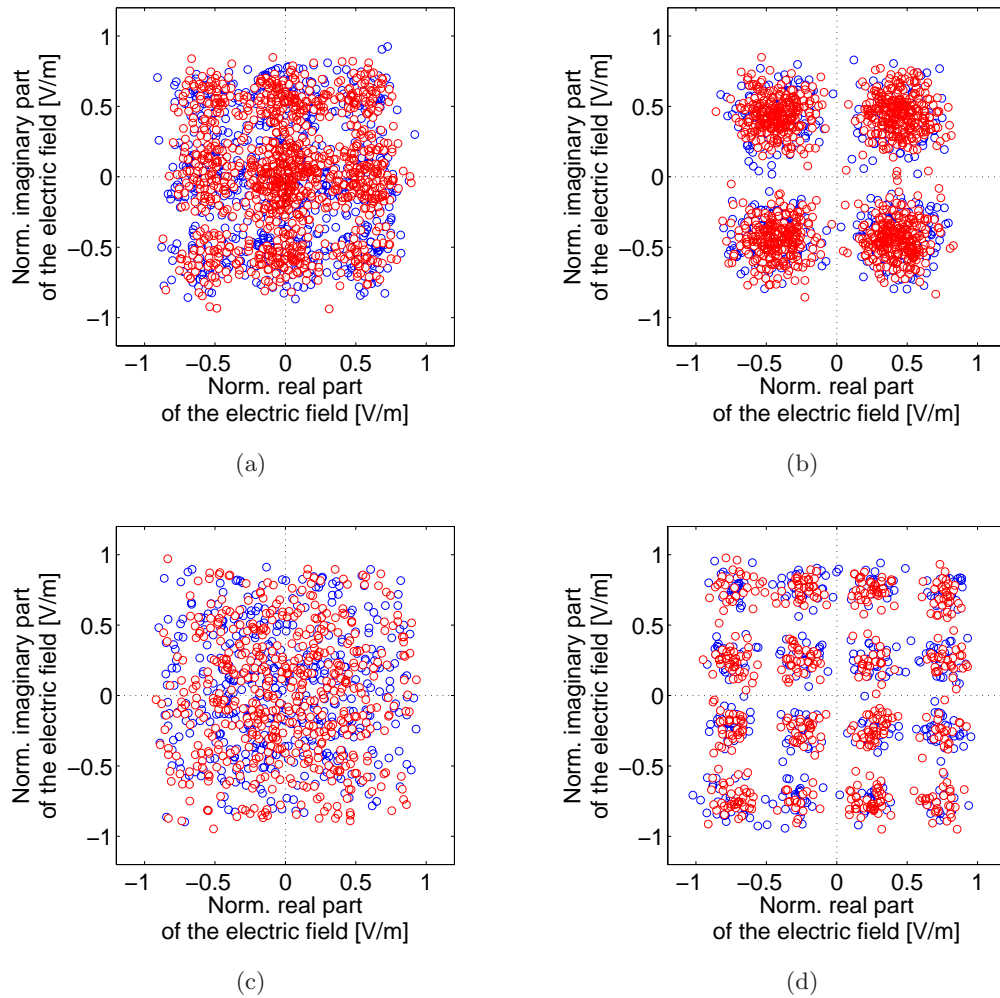 1
0.5
0
−0.5
−1
Norm. imaginary part
of the electric field [V/m]
−1 −0.5 0 0.5 1
Norm. real part
of the electric field [V/m]
(a)
1
0.5
0
−0.5
−1
Norm. imaginary part
of the electric field [V/m]
−1 −0.5 0 0.5 1
Norm. real part
of the electric field [V/m]
(b)
1
0.5
0
−0.5
−1
Norm. imaginary part
of the electric field [V/m]
−1 −0.5 0 0.5 1
Norm. real part
of the electric field [V/m]
(c)
1
0.5
0
−0.5
−1
Norm. imaginary part
of the electric field [V/m]
−1 −0.5 0 0.5 1
Norm. real part
of the electric field [V/m]
(d)